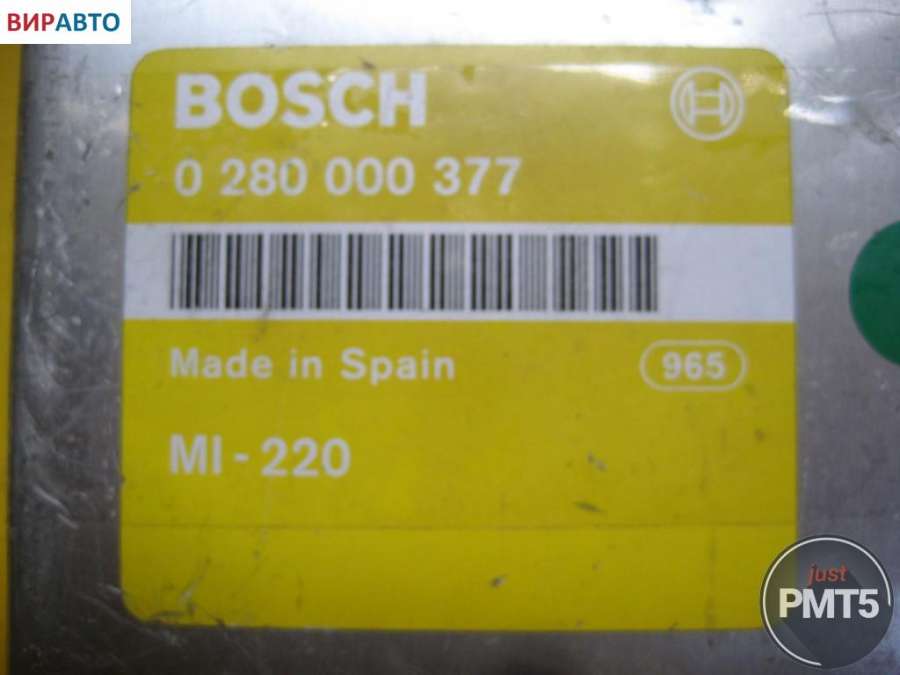 ВИРАВТО
BOSCH
0 280 000 377
Made in Spain
965
MI - 220
just
PMT5